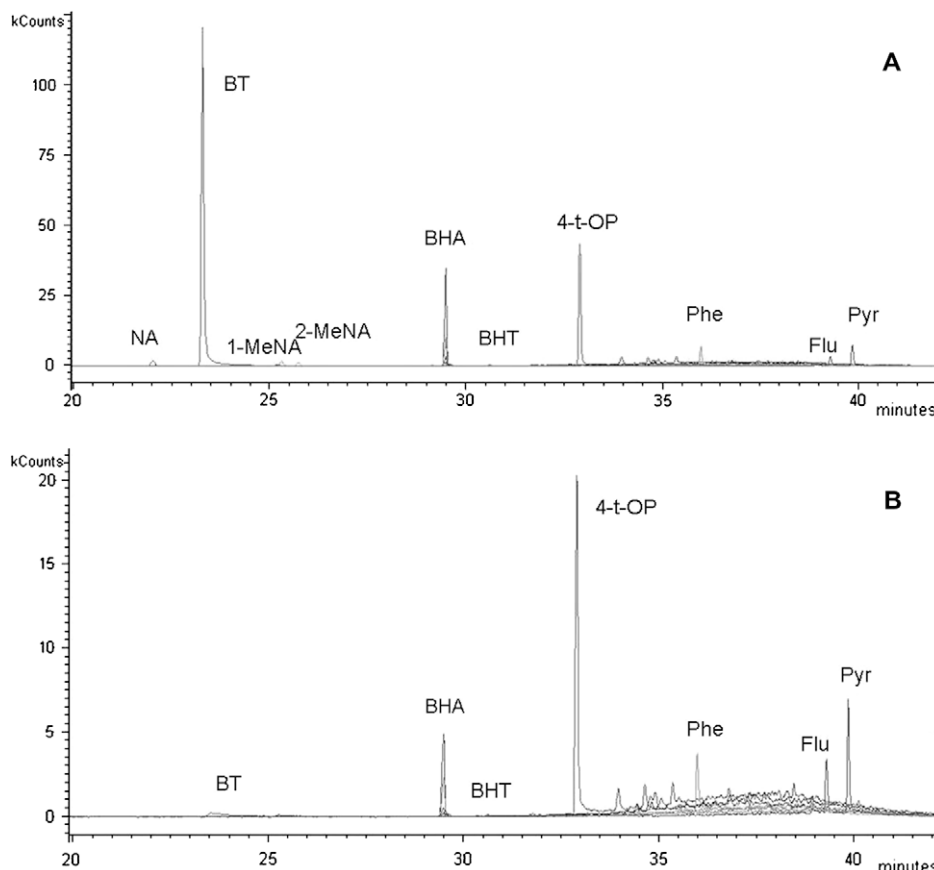 kCounts
A
BT
100
75
50
4-t-OP
BHA
25
Phe
Pyr
2-MeNA
NA
1-MeNA
BHT
Flu
0
20
25
30
35
40
minutes
kCounts
20
B
4-t-OP
15
10
Pyr
BHA
Phe
5
Flu
BT
BHT
0
20
25
30
35
40
minutes